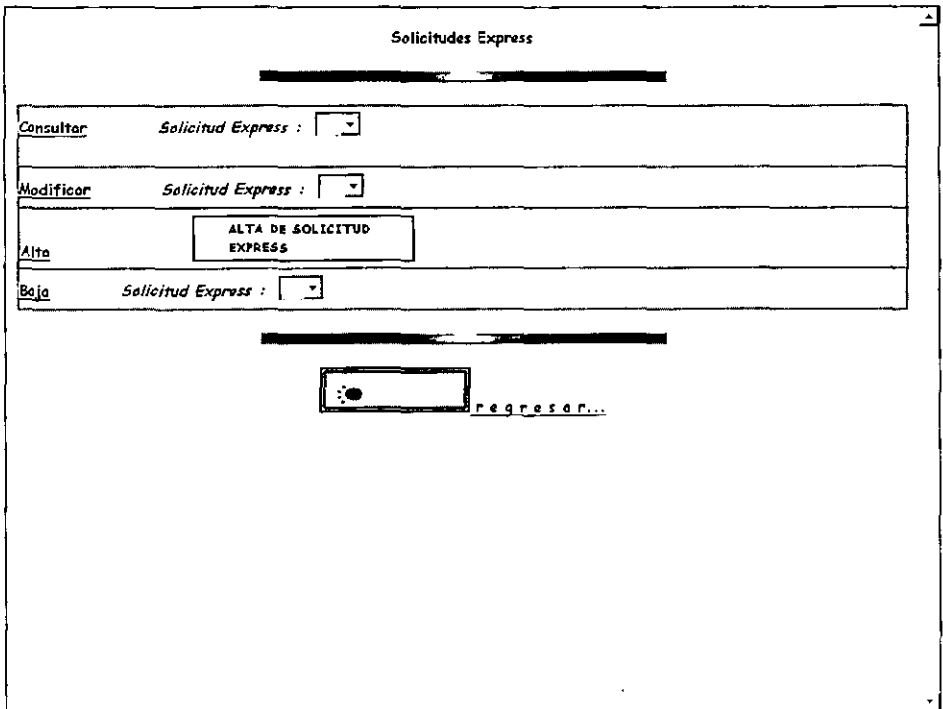 Solicitudes Express
Consultar Solicitud Express :
Modificar Solicitud Express :
ALTA DE SOLICITUD
EXPRESS
Alta
Baja Solicitud Express :
regresar...